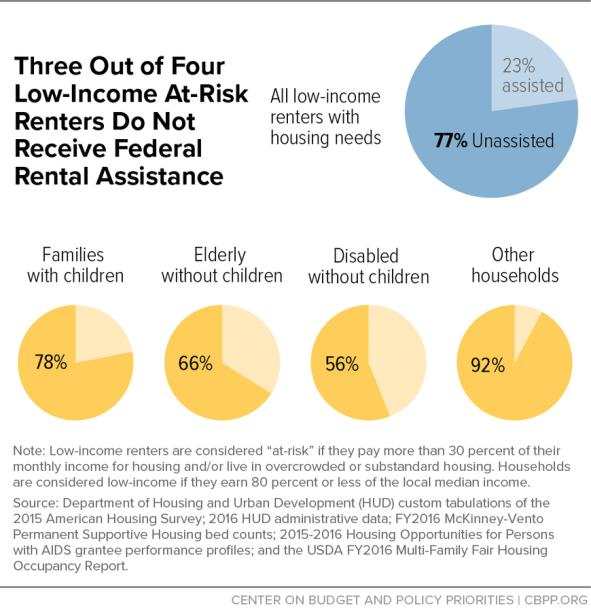 Three Out of Four
Low-Income At-Risk
Renters Do Not
Receive Federal
Rental Assistance
All low-income
renters with
housing needs
23%
assisted
77% Unassisted
Families
with children
Elderly
without children
Disabled
without children
Other
households
78%
66%
56%
92%
Note: Low-income renters are considered “at-risk” if they pay more than 30 percent of their
monthly income for housing and/or live in overcrowded or substandard housing. Households
are considered low-income if they earn 80 percent or less of the local median income.
Source: Department of Housing and Urban Development (HUD) custom tabulations of the
2015 American Housing Survey; 2016 HUD administrative data; FY2016 McKinney-Vento
Permanent Supportive Housing bed counts; 2015-2016 Housing Opportunities for Persons
with AIDS grantee performance profiles; and the USDA FY2016 Multi-Family Fair Housing
Occupancy Report.
CENTER ON BUDGET AND POLICY PRIORITIES | CBPP.ORG